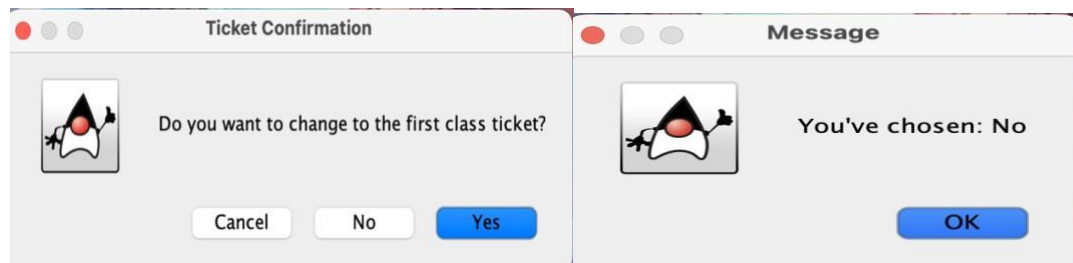 Ticket Confirmation
Do you want to change to the first class ticket?
Cancel No Yes
Message
You've chosen: No
OK